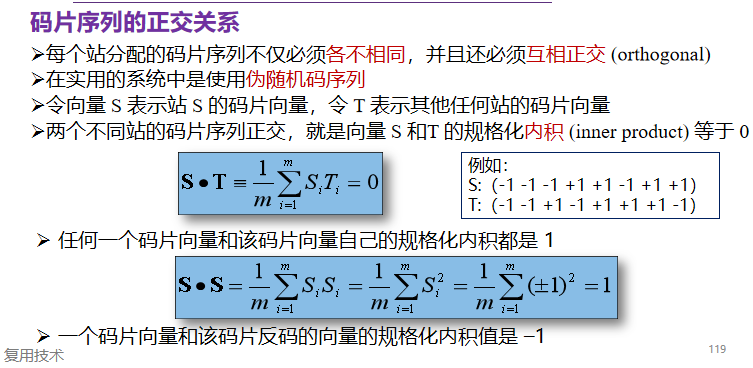 码片序列的正交关系
➢每个站分配的码片序列不仅必须各不相同，并且还必须互相正交 (orthogonal)
➢在实用的系统中是使用伪随机码序列
➢令向量 S 表示站 S 的码片向量，令 T 表示其他任何站的码片向量
➢两个不同站的码片序列正交，就是向量 S 和T 的规格化内积 (inner product) 等于 0
S • T ≡ \frac{1}{m} \sum_{i=1}^{m} S_i T_i = 0
例如：
S: (-1 -1 -1 +1 +1 -1 +1 +1)
T: (-1 -1 +1 -1 +1 +1 +1 -1)
➢ 任何一个码片向量和该码片向量自己的规格化内积都是 1
S • S = \frac{1}{m} \sum_{i=1}^{m} S_i S_i = \frac{1}{m} \sum_{i=1}^{m} S_i^2 = \frac{1}{m} \sum_{i=1}^{m} (±1)^2 = 1
➢ 一个码片向量和该码片反码的向量的规格化内积值是 –1
复用技术
119